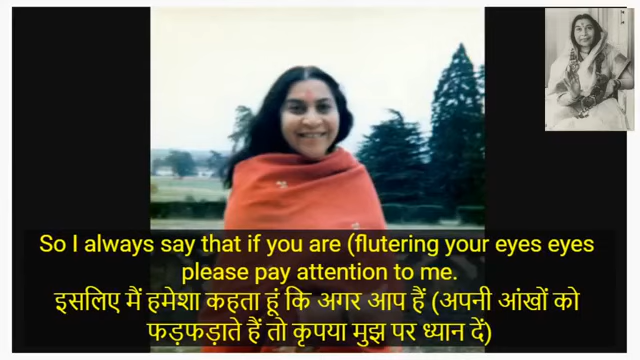 So I always say that if you are (flutering your eyes eyes
please pay attention to me.
इसलिए मैं हमेशा कहता हूं कि अगर आप हैं (अपनी आंखों को
फड़फड़ाते हैं तो कृपया मुझ पर ध्यान दें)